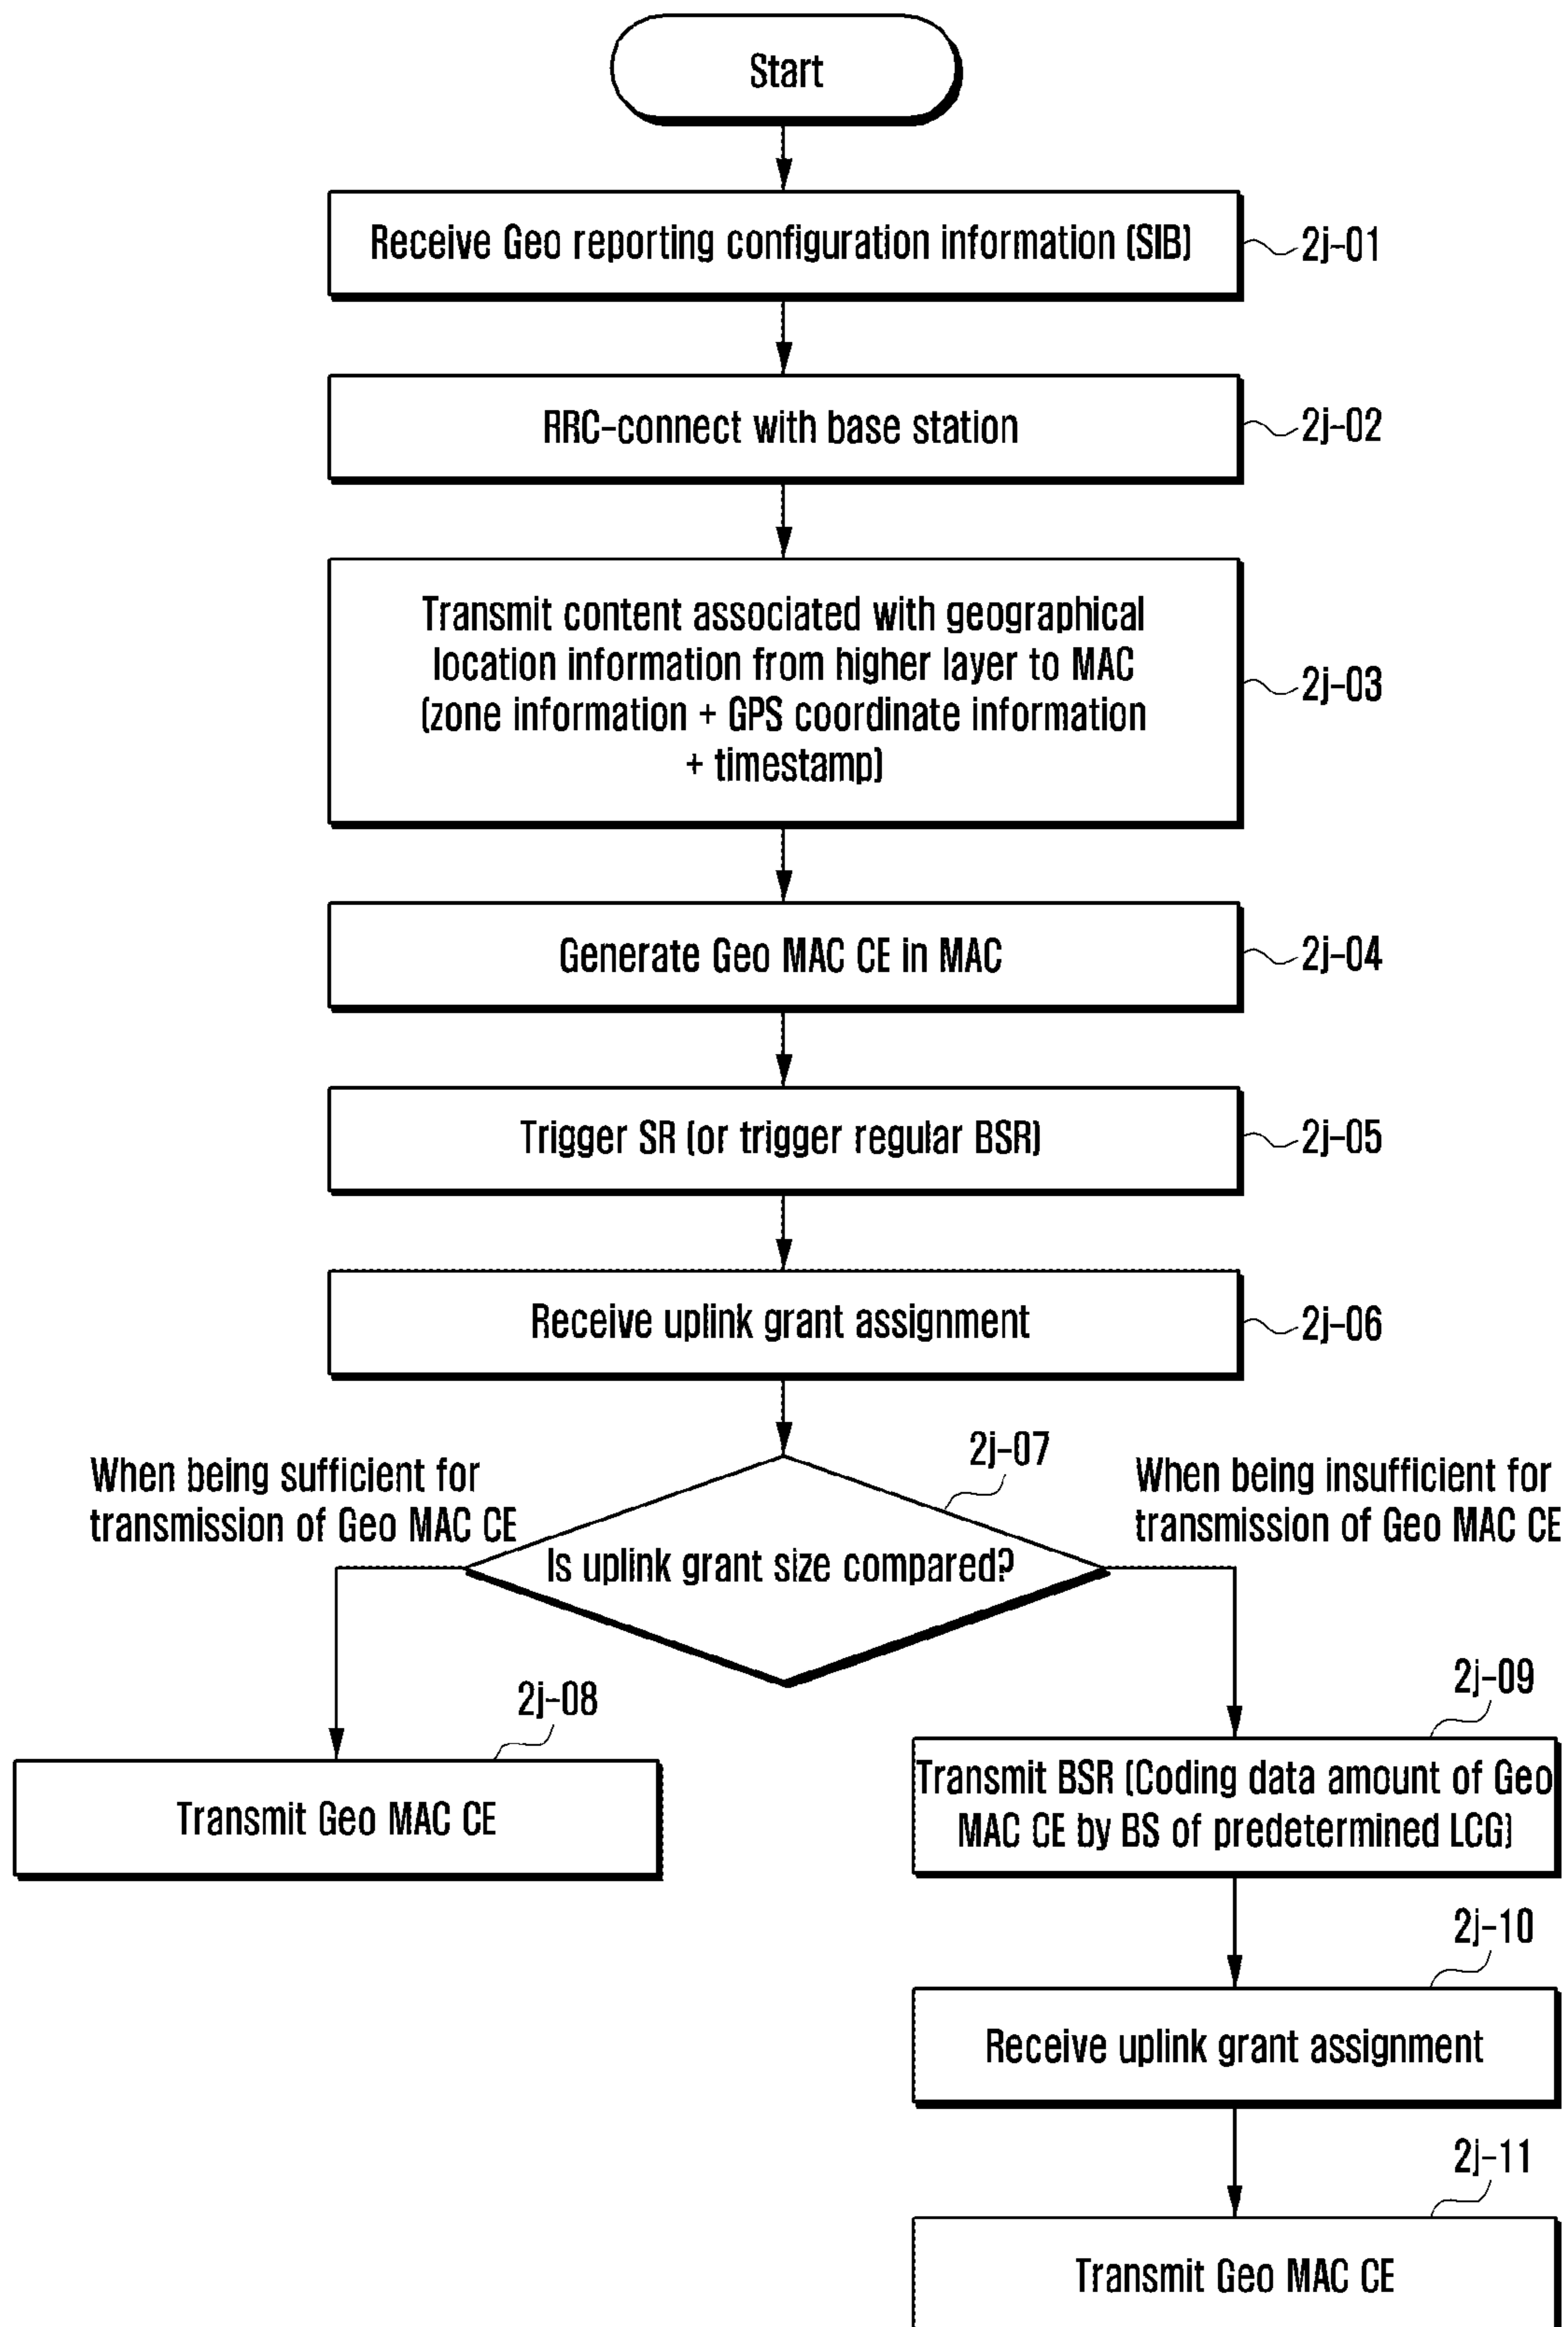 Start
Receive Geo reporting configuration information (SIB)
2j-01
RRC-connect with base station
2j-02
Transmit content associated with geographical
location information from higher layer to MAC
(zone information + GPS coordinate information
+ timestamp)
2j-03
Generate Geo MAC CE in MAC
2j-04
Trigger SR (or trigger regular BSR)
2j-05
Receive uplink grant assignment
2j-06
When being sufficient for
transmission of Geo MAC CE
2j-07
When being insufficient for
transmission of Geo MAC CE
Is uplink grant size compared?
2j-08
Transmit Geo MAC CE
2j-09
Transmit BSR (Coding data amount of Geo
MAC CE by BS of predetermined LCG)
2j-10
Receive uplink grant assignment
2j-11
Transmit Geo MAC CE